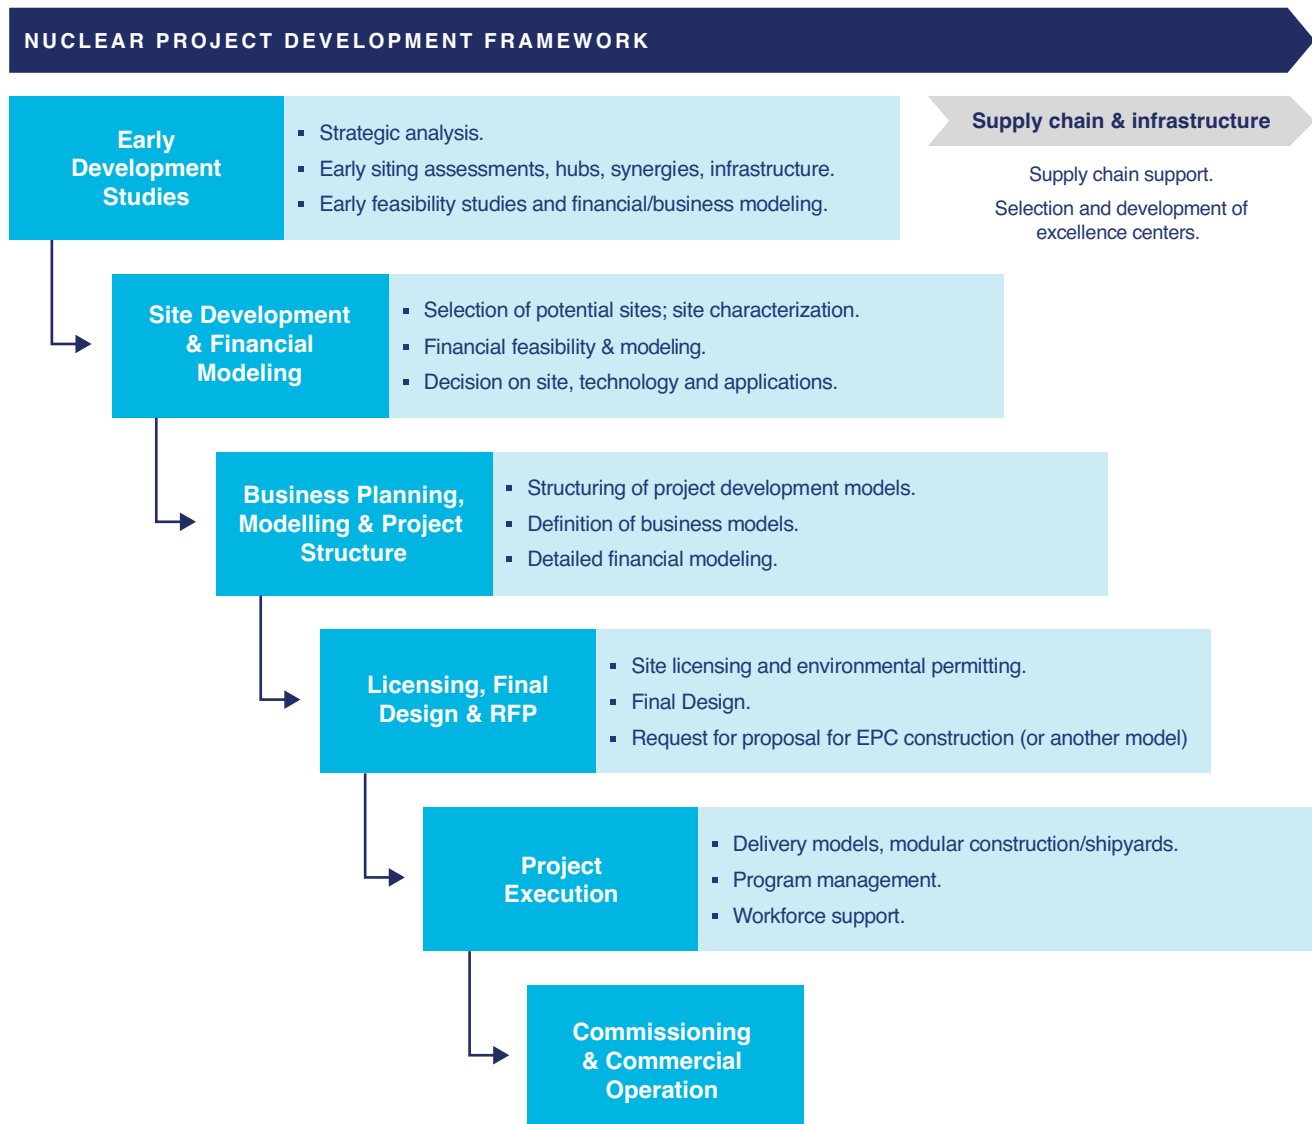 NUCLEAR PROJECT DEVELOPMENT FRAMEWORK
Early
Development
Studies
▪ Strategic analysis.
▪ Early siting assessments, hubs, synergies, infrastructure.
▪ Early feasibility studies and financial/business modeling.
Supply chain & infrastructure
Supply chain support.
Selection and development of
excellence centers.
Site Development
& Financial
Modeling
▪ Selection of potential sites; site characterization.
▪ Financial feasibility & modeling.
▪ Decision on site, technology and applications.
Business Planning,
Modelling & Project
Structure
▪ Structuring of project development models.
▪ Definition of business models.
▪ Detailed financial modeling.
Licensing, Final
Design & RFP
▪ Site licensing and environmental permitting.
▪ Final Design.
▪ Request for proposal for EPC construction (or another model)
Project
Execution
▪ Delivery models, modular construction/shipyards.
▪ Program management.
▪ Workforce support.
Commissioning
& Commercial
Operation